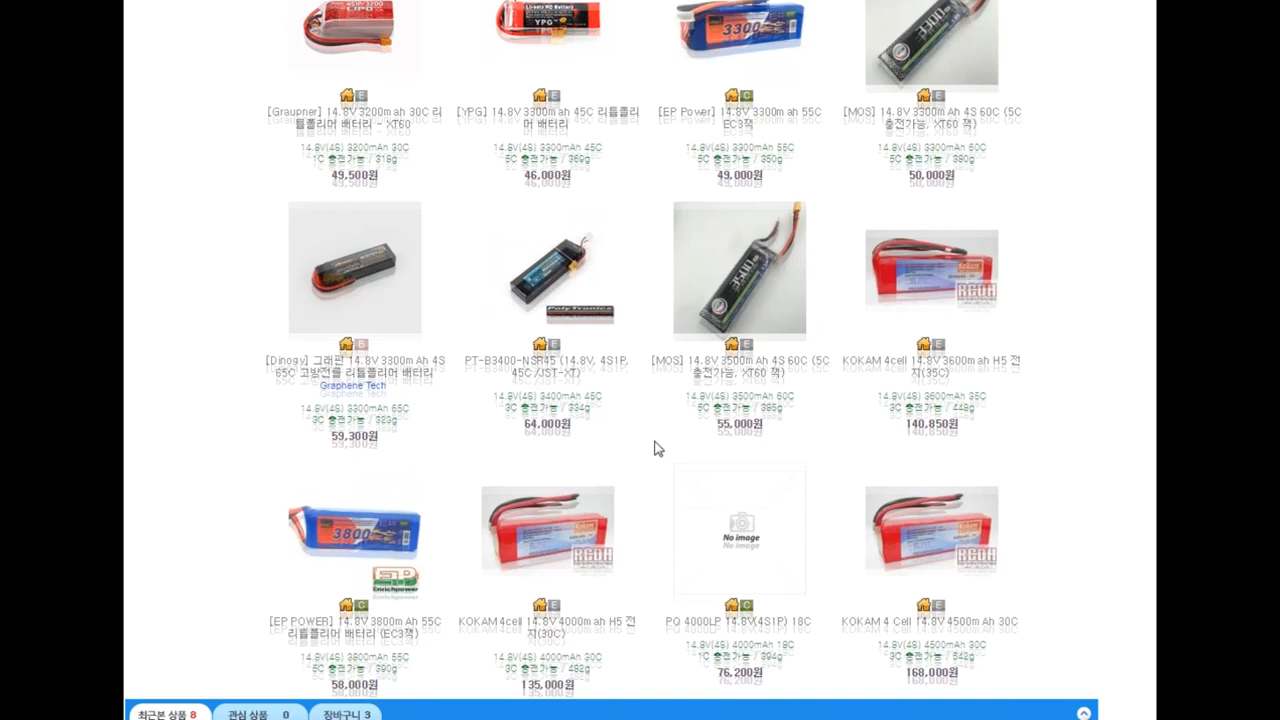 3300
YPG
[Graupner] 14.8V 3200mah 30C 리
튬폴리머 배터리 - XT60
14.8V(4S) 3200mAh 30C
1C 충전가능 / 318g
49,500원
[YPG] 14.8V 3300mah 45C 리튬폴리
머 배터리
14.8V(4S) 3300mAh 45C
5C 충전가능 / 369g
46,000원
[EP Power] 14.8V 3300mah 55C
EC3잭
14.8V(4S) 3300mAh 55C
5C 충전가능 / 350g
49,000원
[MOS] 14.8V 3300mAh 4S 60C (5C
충전가능, XT60 잭)
14.8V(4S) 3300mAh 60C
5C 충전가능 / 380g
50,000원
PolyTronics
3500
Kokam
RCDH
[Dinogy] 그래핀 14.8V 3300mAh 4S
65C 고방전률 리튬폴리머 배터리
Graphene Tech
14.8V(4S) 3300mAh 65C
3C 충전가능 / 323g
59,300원
PT-B3400-NSR45 (14.8V, 4S1P,
45C /JST-XT)
14.8V(4S) 3400mAh 45C
3C 충전가능 / 334g
64,000원
[MOS] 14.8V 3500mAh 4S 60C (5C
충전가능, XT60 잭)
14.8V(4S) 3500mAh 60C
5C 충전가능 / 395g
55,000원
KOKAM 4cell 14.8V 3600mah H5 전
지(35C)
14.8V(4S) 3600mAh 35C
3C 충전가능 / 448g
140,850원
3800
EP
Enrichpower
RCDH
No image
RCDH
[EP POWER] 14.8V 3800mAh 55C
리튬폴리머 배터리 (EC3잭)
14.8V(4S) 3800mAh 55C
5C 충전가능 / 390g
58,000원
KOKAM 4cell 14.8V 4000mah H5 전
지(30C)
14.8V(4S) 4000mAh 30C
3C 충전가능 / 482g
135,000원
PQ 4000LP 14.8V(4S1P) 18C
14.8V(4S) 4000mAh 18C
1C 충전가능 / 394g
76,200원
KOKAM 4 Cell 14.8V 4500mah 30C
14.8V(4S) 4500mAh 30C
3C 충전가능 / 542g
168,000원
최근본 상품 8
관심 상품 0
장바구니 3